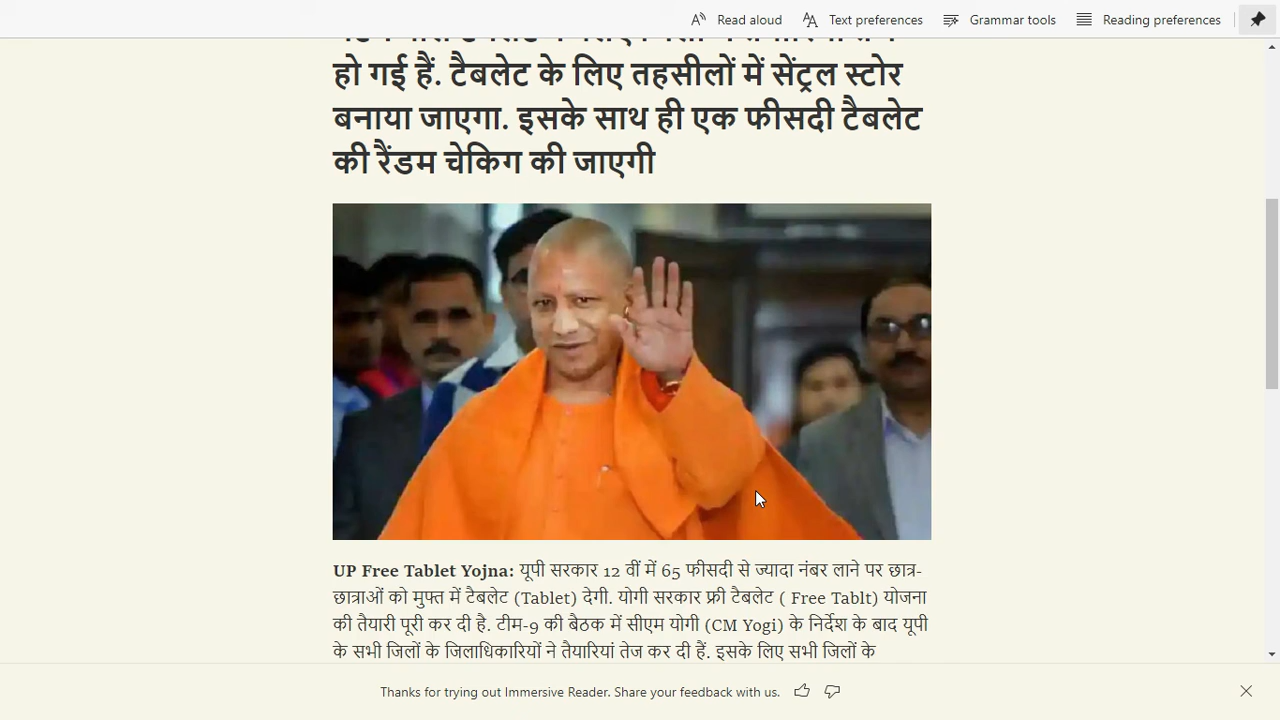 Read aloud
Text preferences
Grammar tools
Reading preferences
हो गई हैं. टैबलेट के लिए तहसीलों में सेंट्रल स्टोर
बनाया जाएगा. इसके साथ ही एक फीसदी टैबलेट
की रैंडम चेकिंग की जाएगी
UP Free Tablet Yojna: यूपी सरकार 12 वीं में 65 फीसदी से ज्यादा नंबर लाने पर छात्र-
छात्राओं को मुफ्त में टैबलेट (Tablet) देगी. योगी सरकार फ्री टैबलेट ( Free Tablt) योजना
की तैयारी पूरी कर दी है. टीम-9 की बैठक में सीएम योगी (CM Yogi) के निर्देश के बाद यूपी
के सभी जिलों के जिलाधिकारियों ने तैयारियां तेज कर दी हैं. इसके लिए सभी जिलों के
Thanks for trying out Immersive Reader. Share your feedback with us.